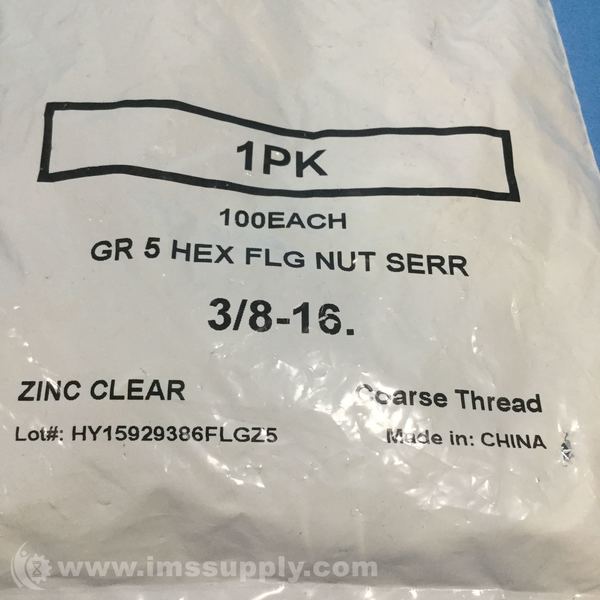 1PK
100EACH
GR 5 HEX FLG NUT SERR
3/8-16.
ZINC CLEAR
Coarse Thread
Lot#: HY15929386FLGZ5
Made in: CHINA
www.imssupply.com